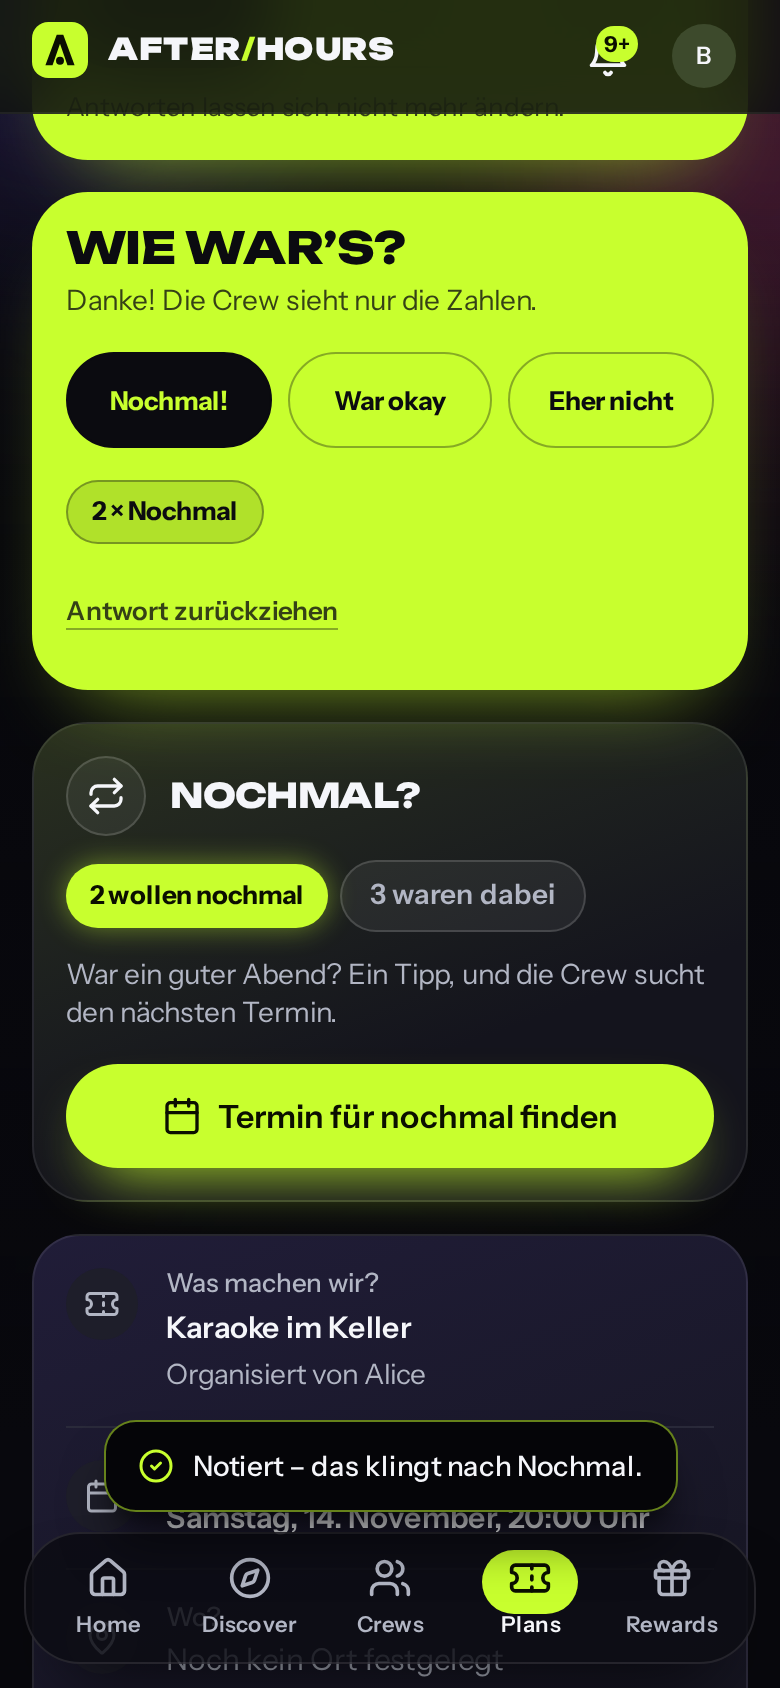 AFTER/HOURS
9+
B
Antworten lassen sich nicht mehr ändern.
WIE WAR’S?
Danke! Die Crew sieht nur die Zahlen.
Nochmal!
War okay
Eher nicht
2 × Nochmal
Antwort zurückziehen
NOCHMAL?
2 wollen nochmal
3 waren dabei
War ein guter Abend? Ein Tipp, und die Crew sucht
den nächsten Termin.
Termin für nochmal finden
Was machen wir?
Karaoke im Keller
Organisiert von Alice
Notiert – das klingt nach Nochmal.
Samstag, 14. November, 20:00 Uhr
Wo?
Home
Discover
Crews
Plans
Rewards
Noch kein Ort festgelegt